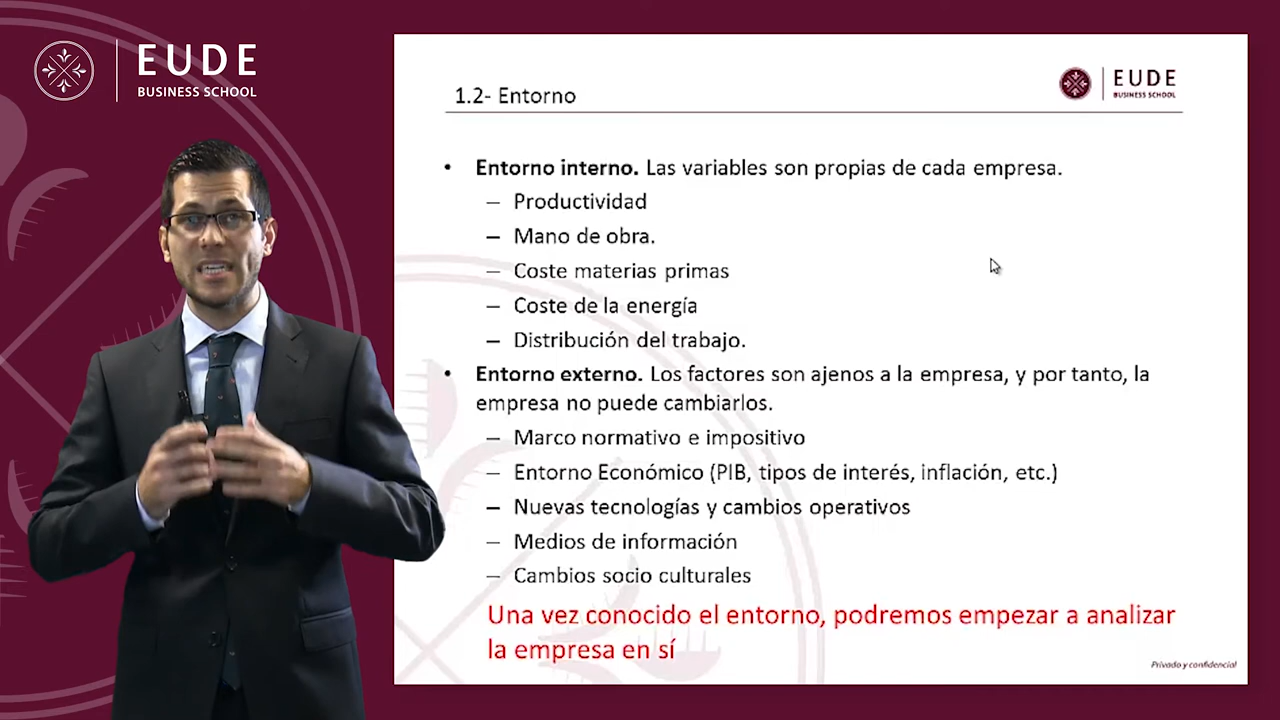 EUDE
BUSINESS SCHOOL
1.2- Entorno
EUDE
BUSINESS SCHOOL
• Entorno interno. Las variables son propias de cada empresa.
– Productividad
– Mano de obra.
– Coste materias primas
– Coste de la energía
– Distribución del trabajo.
• Entorno externo. Los factores son ajenos a la empresa, y por tanto, la
empresa no puede cambiarlos.
– Marco normativo e impositivo
– Entorno Económico (PIB, tipos de interés, inflación, etc.)
– Nuevas tecnologías y cambios operativos
– Medios de información
– Cambios socio culturales
Una vez conocido el entorno, podremos empezar a analizar
la empresa en sí
Privado y confidencial